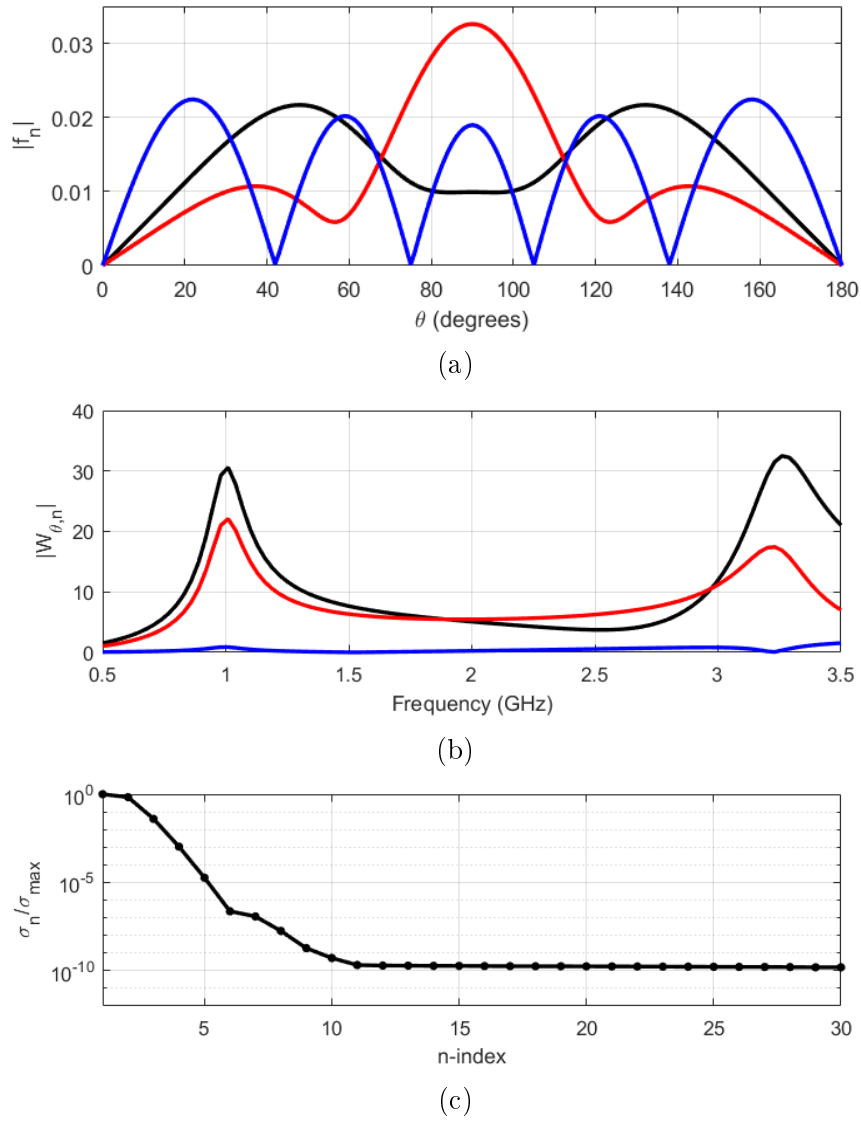 |f_n|
0.03
0.02
0.01
0
0 20 40 60 80 100 120 140 160 180
θ (degrees)
(a)
|W_θ,n|
40
30
20
10
0
0.5 1 1.5 2 2.5 3 3.5
Frequency (GHz)
(b)
σ_n/σ_max
10^0
10^-5
10^-10
5 10 15 20 25 30
n-index
(c)